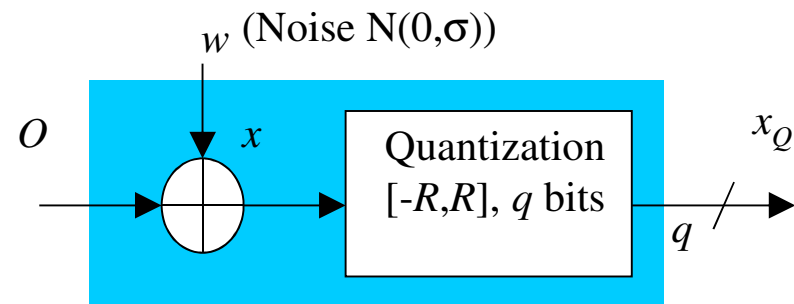 w (Noise N(0,σ))
O
x
x_Q
Quantization
[-R,R], q bits
q